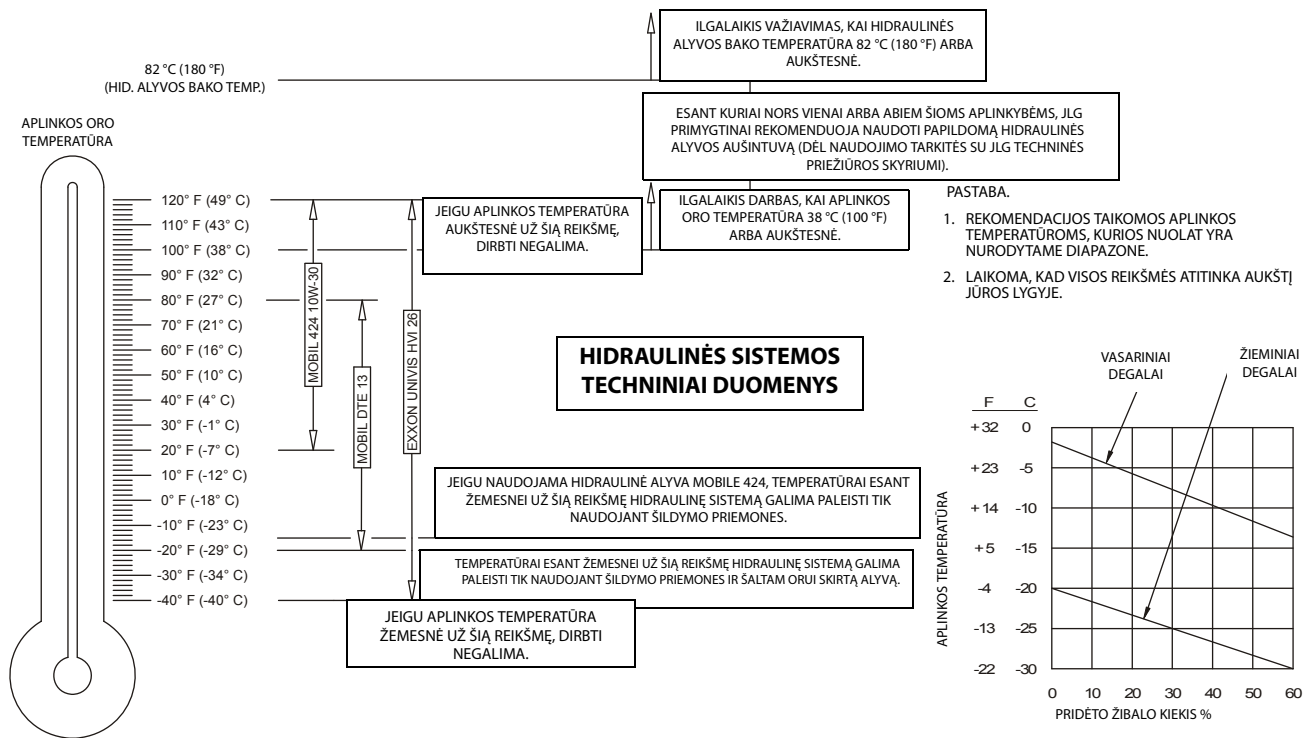 82 °C (180 °F)
(HID. ALYVOS BAKO TEMP.)
ILGALAIKIS VAŽIAVIMAS, KAI HIDRAULINĖS
ALYVOS BAKO TEMPERATŪRA 82 °C (180 °F) ARBA
AUKŠTESNĖ.
ESANT KURIAI NORS VIENAI ARBA ABIEM ŠIOMS APLINKYBĖMS, JLG
PRIMYGTINAI REKOMENDUOJA NAUDOTI PAPILDOMĄ HIDRAULINĖS
ALYVOS AUŠINTUVĄ (DĖL NAUDOJIMO TARKITĖS SU JLG TECHNINĖS
PRIEŽIŪROS SKYRIUMI).
APLINKOS ORO
TEMPERATŪRA
120° F (49° C)
110° F (43° C)
100° F (38° C)
90° F (32° C)
80° F (27° C)
70° F (21° C)
60° F (16° C)
50° F (10° C)
40° F (4° C)
30° F (-1° C)
20° F (-7° C)
10° F (-12° C)
0° F (-18° C)
-10° F (-23° C)
-20° F (-29° C)
-30° F (-34° C)
-40° F (-40° C)
MOBIL 424 10W-30
MOBIL DTE 13
EXXON UNIVIS HVI 26
JEIGU APLINKOS TEMPERATŪRA
AUKŠTESNĖ UŽ ŠIĄ REIKŠMĘ,
DIRBTI NEGALIMA.
ILGALAIKIS DARBAS, KAI APLINKOS
ORO TEMPERATŪRA 38 °C (100 °F)
ARBA AUKŠTESNĖ.
PASTABA.
1. REKOMENDACIJOS TAIKOMOS APLINKOS
TEMPERATŪROMS, KURIOS NUOLAT YRA
NURODYTAME DIAPAZONE.
2. LAIKOMA, KAD VISOS REIKŠMĖS ATITINKA AUKŠTĮ
JŪROS LYGYJE.
HIDRAULINĖS SISTEMOS
TECHNINIAI DUOMENYS
JEIGU NAUDOJAMA HIDRAULINĖ ALYVA MOBILE 424, TEMPERATŪRAI ESANT
ŽEMESNEI UŽ ŠIĄ REIKŠMĘ HIDRAULINĘ SISTEMĄ GALIMA PALEISTI TIK
NAUDOJANT ŠILDYMO PRIEMONES.
TEMPERATŪRAI ESANT ŽEMESNEI UŽ ŠIĄ REIKŠMĘ HIDRAULINĘ SISTEMĄ GALIMA
PALEISTI TIK NAUDOJANT ŠILDYMO PRIEMONES IR ŠALTAM ORUI SKIRTĄ ALYVĄ.
JEIGU APLINKOS TEMPERATŪRA
ŽEMESNĖ UŽ ŠIĄ REIKŠMĘ, DIRBTI
NEGALIMA.
VASARINIAI
DEGALAI
ŽIEMINIAI
DEGALAI
F C
+32 0
+23 -5
+14 -10
+5 -15
-4 -20
-13 -25
-22 -30
APLINKOS TEMPERATŪRA
0 10 20 30 40 50 60
PRIDĖTO ŽIBALO KIEKIS %